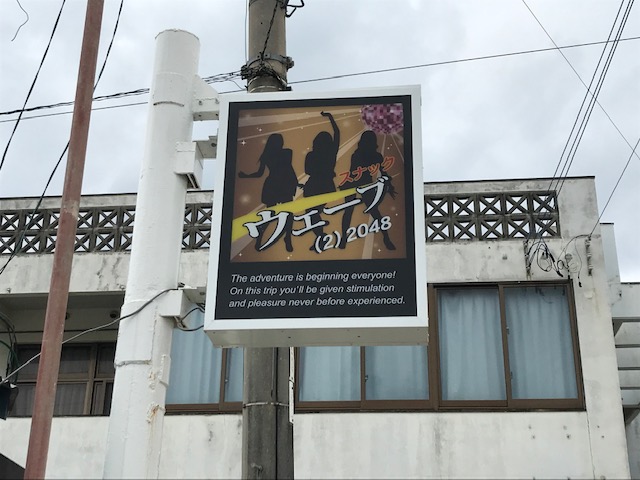 スナック
ウェーブ
(2) 2048
The adventure is beginning everyone!
On this trip you'll be given stimulation
and pleasure never before experienced.